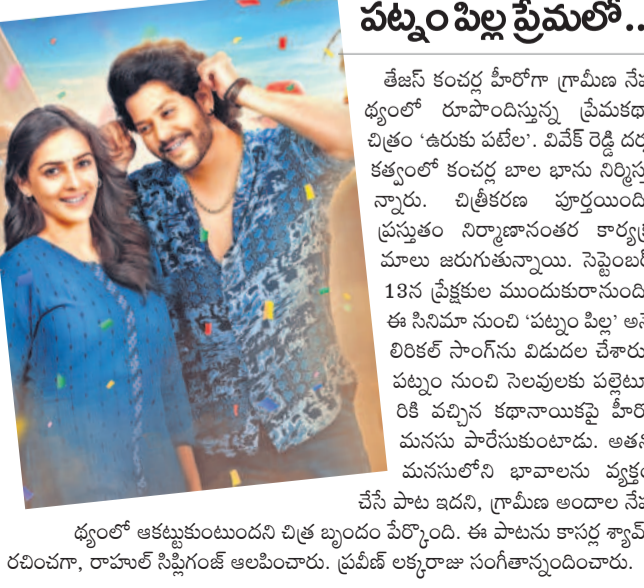 పట్నం పిల్ల ప్రేమలో..
తేజస్ కంచర్ల హీరోగా గ్రామీణ నేప
థ్యంలో రూపొందిస్తున్న ప్రేమకథా
చిత్రం ‘ఉరుకు పటేల’. వివేక్ రెడ్డి దర్శ
కత్వంలో కంచర్ల బాల భాను నిర్మిస్తు
న్నారు. చిత్రీకరణ పూర్తయింది
ప్రస్తుతం నిర్మాణానంతర కార్యక్ర
మాలు జరుగుతున్నాయి. సెప్టెంబర్
13న ప్రేక్షకుల ముందుకురానుంది
ఈ సినిమా నుంచి ‘పట్నం పిల్ల’ అనే
లిరికల్ సాంగ్‌ను విడుదల చేశారు
పట్నం నుంచి సెలవులకు పల్లెటూ
రికి వచ్చిన కథానాయికపై హీరో
మనసు పారేసుకుంటాడు. అతని
మనసులోని భావాలను వ్యక్తం
చేసే పాట ఇదని, గ్రామీణ అందాల నేప
థ్యంలో ఆకట్టుకుంటుందని చిత్ర బృందం పేర్కొంది. ఈ పాటను కాసర్ల శ్యామ్
రచించగా, రాహుల్ సిప్లిగంజ్ ఆలపించారు. ప్రవీణ్ లక్కరాజు సంగీతాన్నందించారు.